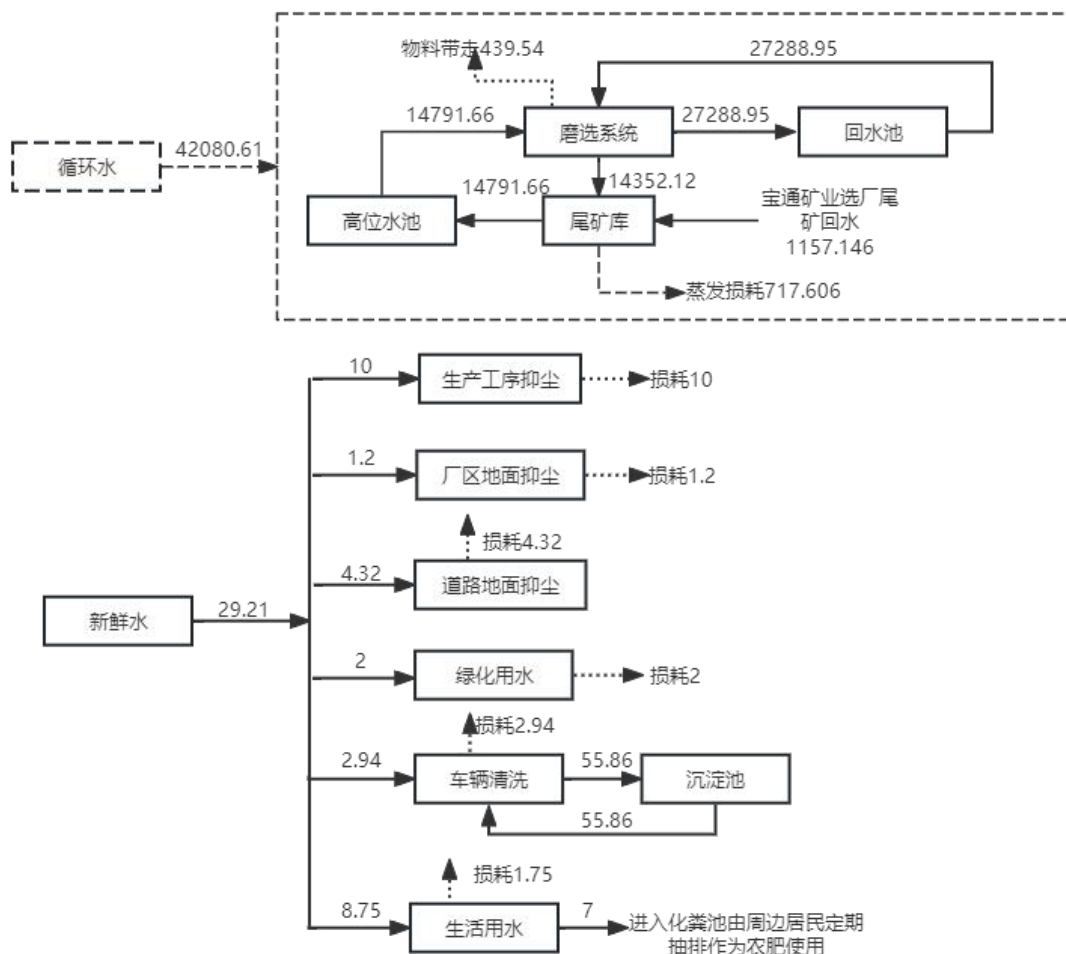 物料带走439.54
27288.95
14791.66
磨选系统
27288.95
回水池
循环水
42080.61
14791.66
14352.12
高位水池
尾矿库
宝通矿业选厂尾
矿回水
1157.146
蒸发损耗717.606
10
生产工序抑尘
损耗10
1.2
厂区地面抑尘
损耗1.2
损耗4.32
4.32
道路地面抑尘
新鲜水
29.21
2
绿化用水
损耗2
损耗2.94
2.94
车辆清洗
55.86
沉淀池
55.86
损耗1.75
8.75
生活用水
7
进入化粪池由周边居民定期
抽排作为农肥使用